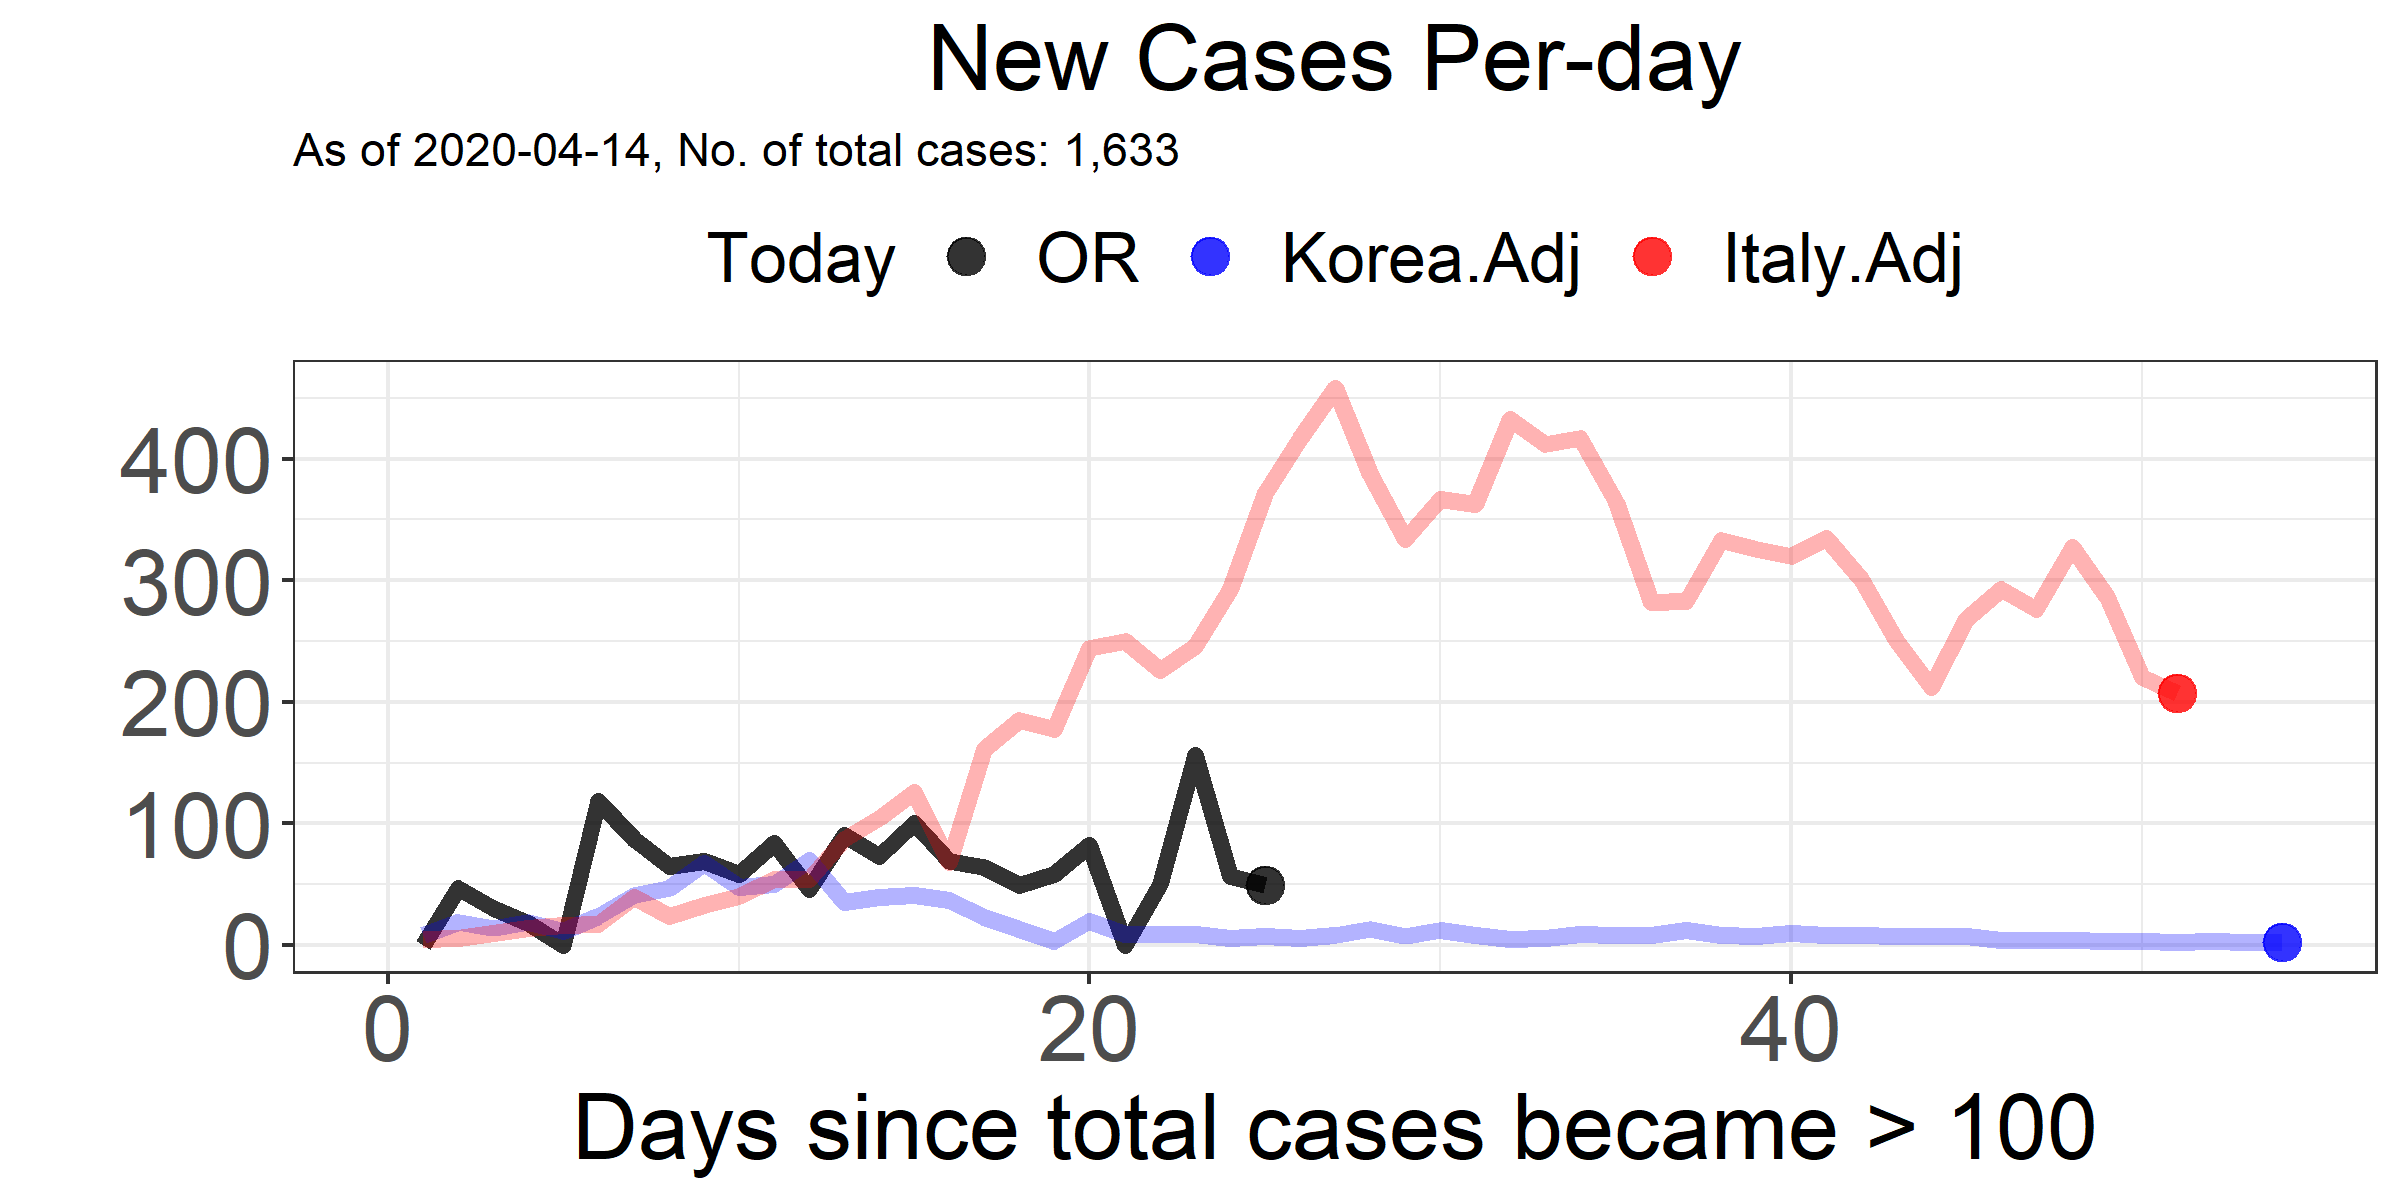 New Cases Per-day
As of 2020-04-14, No. of total cases: 1,633
Today OR Korea.Adj Italy.Adj
400
300
200
100
0
0 20 40
Days since total cases became > 100